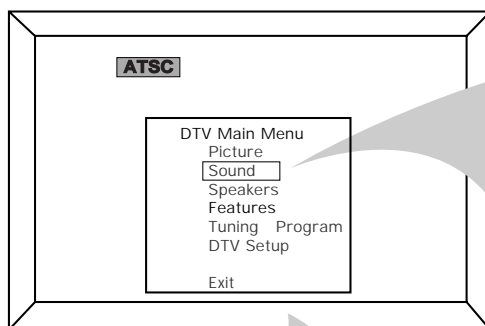 ATSC
DTV Main Menu
Picture
Sound
Speakers
Features
Tuning Program
DTV Setup
Exit